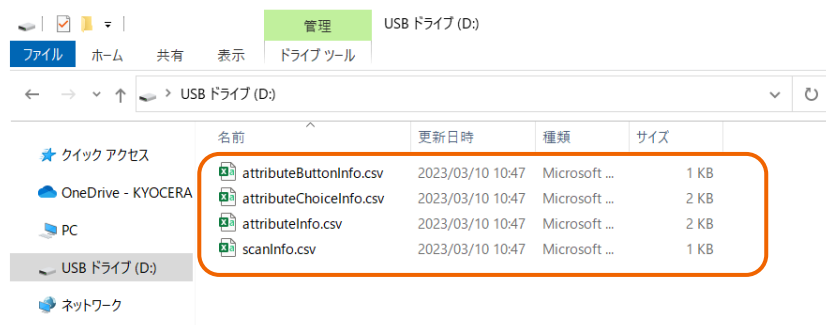 管理 USB ドライブ (D:)
ファイル ホーム 共有 表示 ドライブ ツール
USB ドライブ (D:)
名前 更新日時 種類 サイズ
クイック アクセス
OneDrive - KYOCERA
PC
USB ドライブ (D:)
ネットワーク
attributeButtonInfo.csv 2023/03/10 10:47 Microsoft ... 1 KB
attributeChoiceInfo.csv 2023/03/10 10:47 Microsoft ... 2 KB
attributeInfo.csv 2023/03/10 10:47 Microsoft ... 2 KB
scanInfo.csv 2023/03/10 10:47 Microsoft ... 1 KB